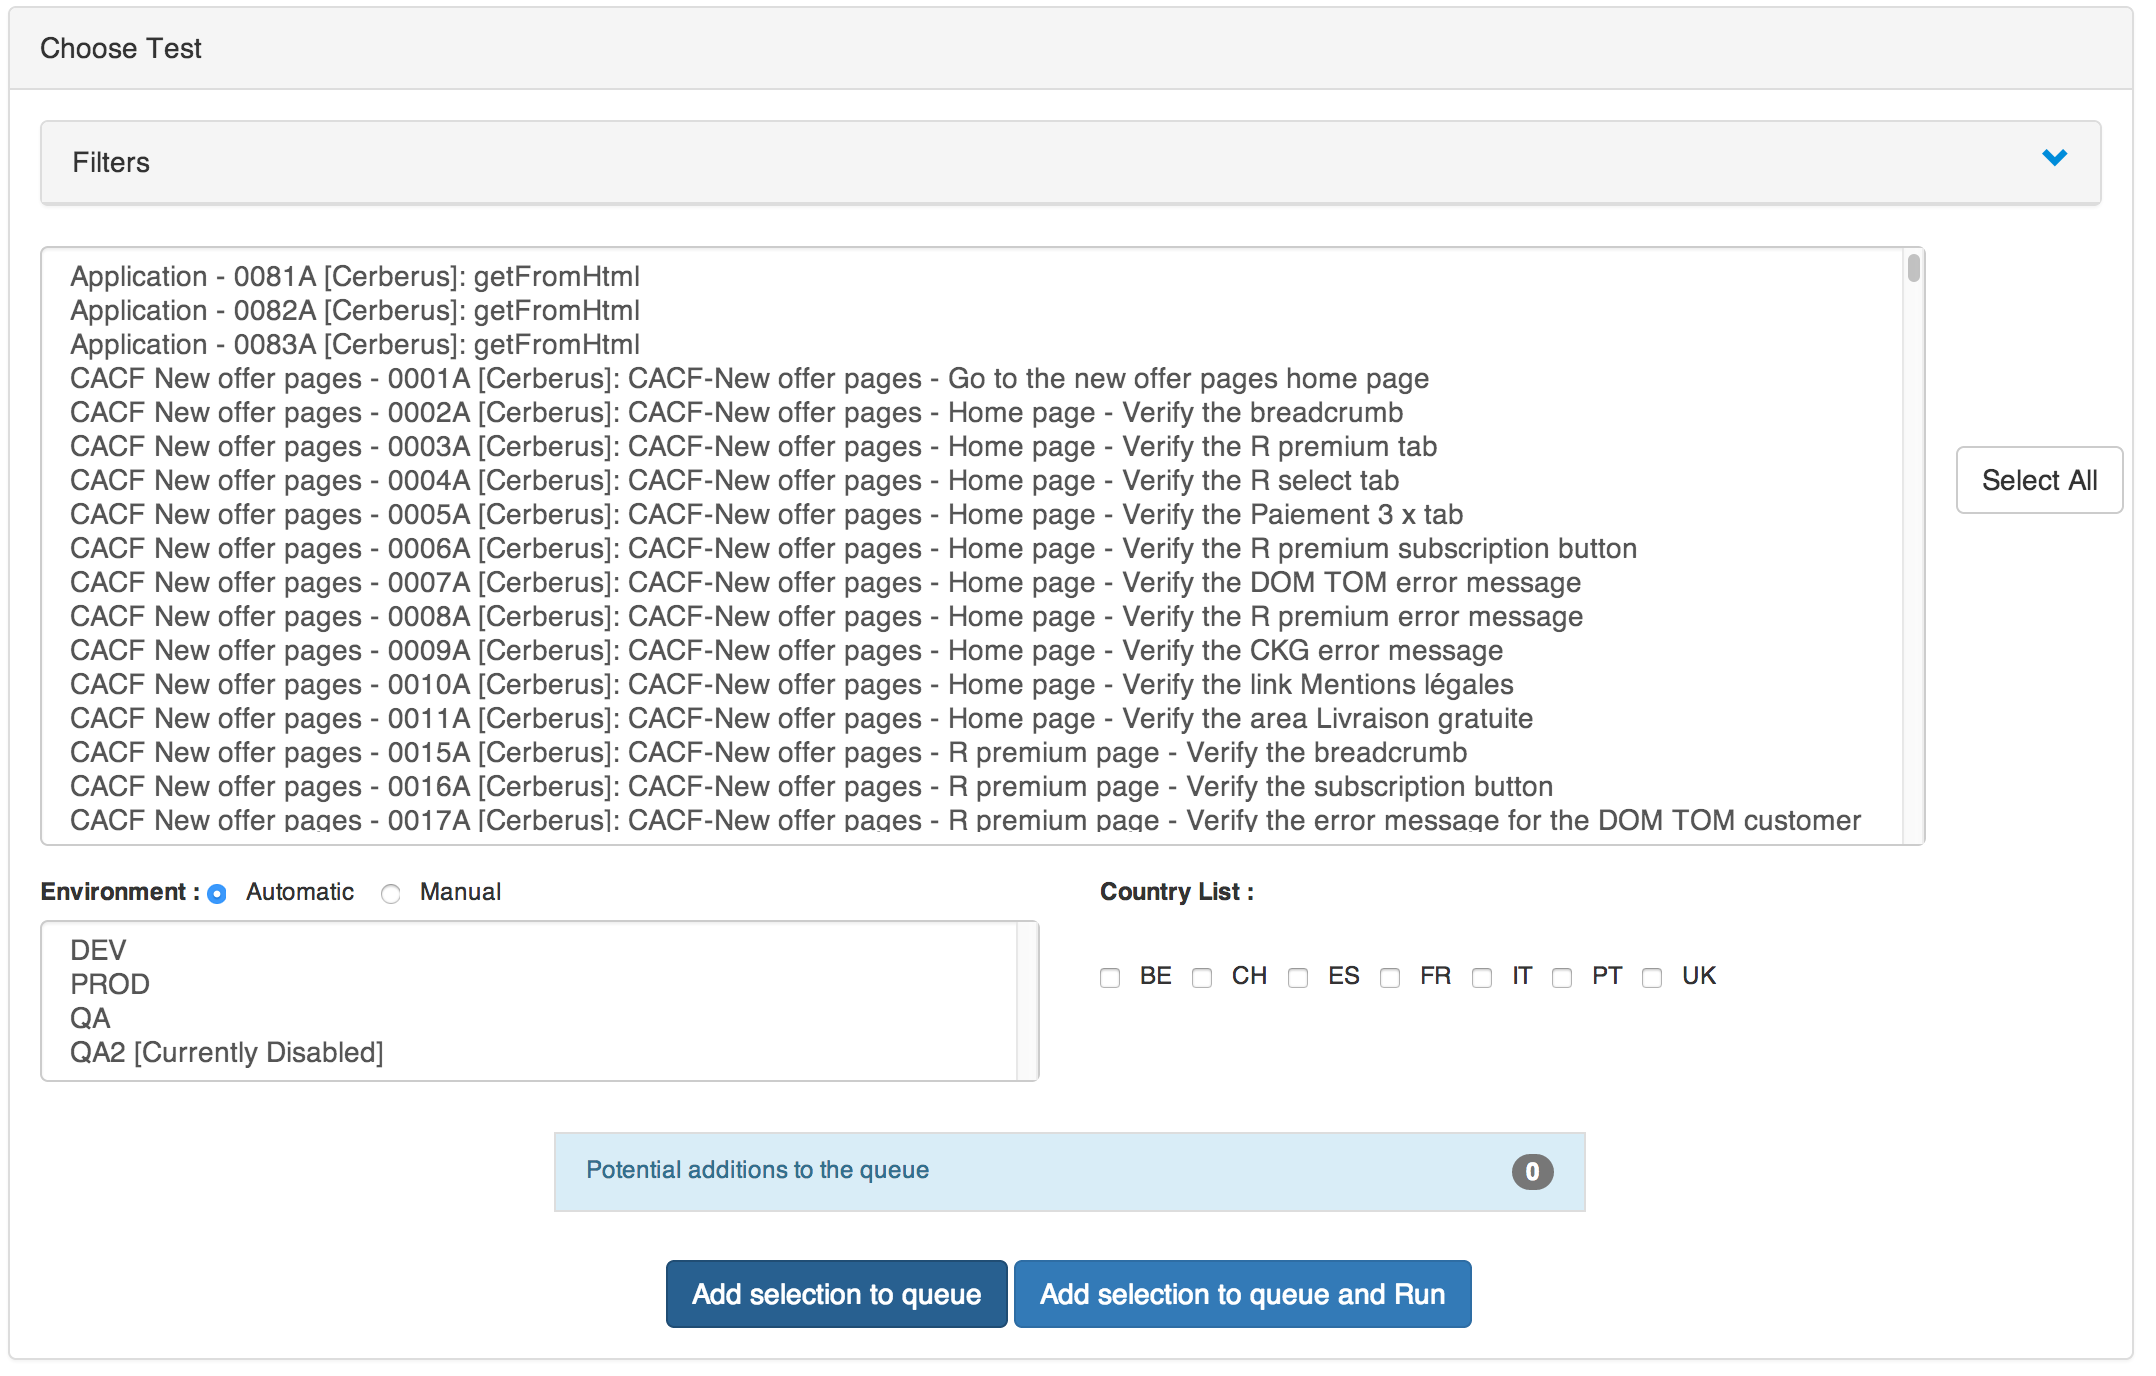 Choose Test
Filters
Application - 0081A [Cerberus]: getFromHtml
Application - 0082A [Cerberus]: getFromHtml
Application - 0083A [Cerberus]: getFromHtml
CACF New offer pages - 0001A [Cerberus]: CACF-New offer pages - Go to the new offer pages home page
CACF New offer pages - 0002A [Cerberus]: CACF-New offer pages - Home page - Verify the breadcrumb
CACF New offer pages - 0003A [Cerberus]: CACF-New offer pages - Home page - Verify the R premium tab
CACF New offer pages - 0004A [Cerberus]: CACF-New offer pages - Home page - Verify the R select tab
CACF New offer pages - 0005A [Cerberus]: CACF-New offer pages - Home page - Verify the Paiement 3 x tab
CACF New offer pages - 0006A [Cerberus]: CACF-New offer pages - Home page - Verify the R premium subscription button
CACF New offer pages - 0007A [Cerberus]: CACF-New offer pages - Home page - Verify the DOM TOM error message
CACF New offer pages - 0008A [Cerberus]: CACF-New offer pages - Home page - Verify the R premium error message
CACF New offer pages - 0009A [Cerberus]: CACF-New offer pages - Home page - Verify the CKG error message
CACF New offer pages - 0010A [Cerberus]: CACF-New offer pages - Home page - Verify the link Mentions légales
CACF New offer pages - 0011A [Cerberus]: CACF-New offer pages - Home page - Verify the area Livraison gratuite
CACF New offer pages - 0015A [Cerberus]: CACF-New offer pages - R premium page - Verify the breadcrumb
CACF New offer pages - 0016A [Cerberus]: CACF-New offer pages - R premium page - Verify the subscription button
CACF New offer pages - 0017A [Cerberus]: CACF-New offer pages - R premium page - Verify the error message for the DOM TOM customer
Select All
Environment : Automatic Manual
DEV
PROD
QA
QA2 [Currently Disabled]
Country List :
BE CH ES FR IT PT UK
Potential additions to the queue 0
Add selection to queue Add selection to queue and Run